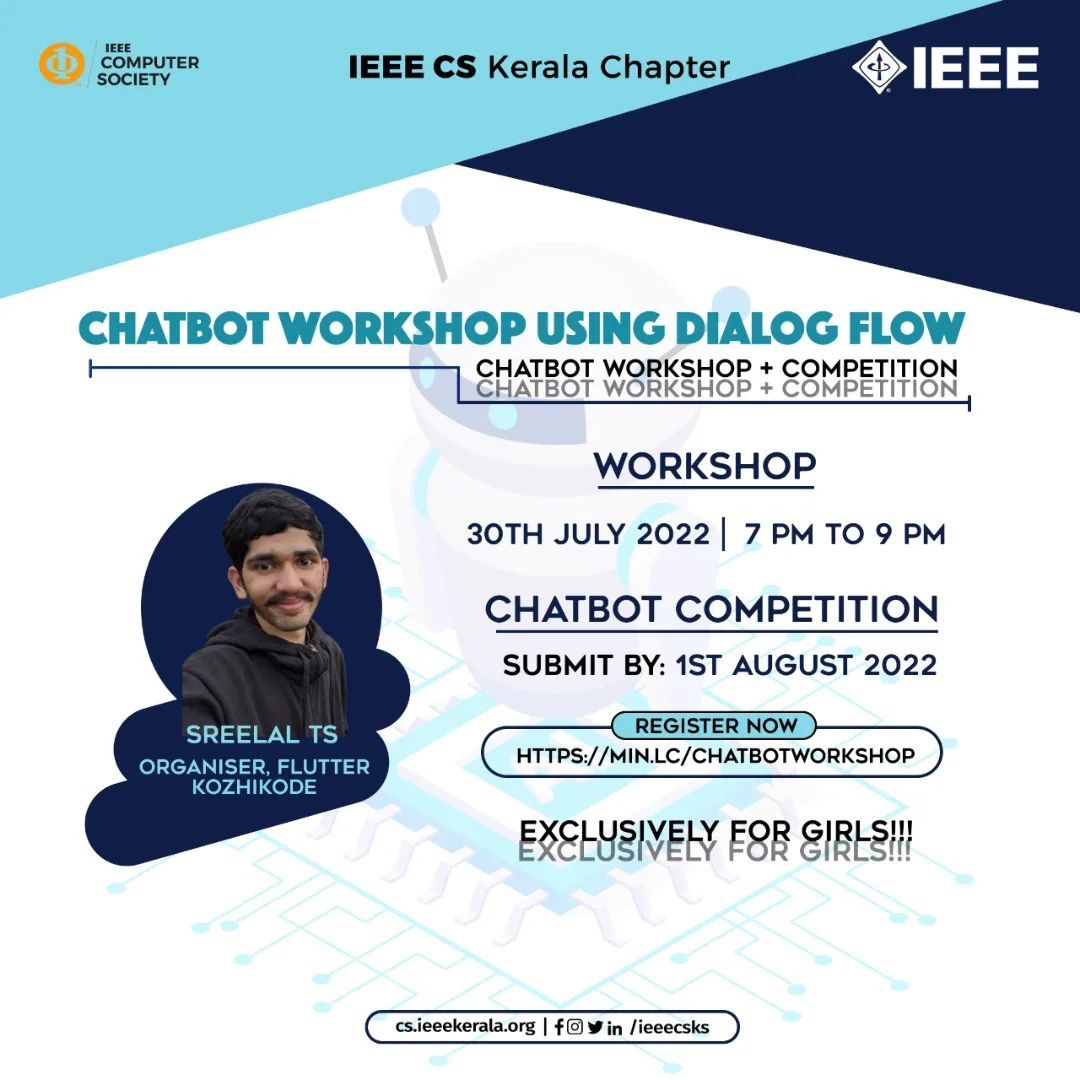 IEEE
COMPUTER
SOCIETY
IEEE CS Kerala Chapter
IEEE
CHATBOT WORKSHOP USING DIALOG FLOW
CHATBOT WORKSHOP + COMPETITION
CHATBOT WORKSHOP + COMPETITION
WORKSHOP
30TH JULY 2022 | 7 PM TO 9 PM
CHATBOT COMPETITION
SUBMIT BY: 1ST AUGUST 2022
REGISTER NOW
HTTPS://MIN.LC/CHATBOTWORKSHOP
SREELAL TS
ORGANISER, FLUTTER
KOZHIKODE
EXCLUSIVELY FOR GIRLS!!!
EXCLUSIVELY FOR GIRLS!!!
cs.ieeekerala.org | /ieeecsks